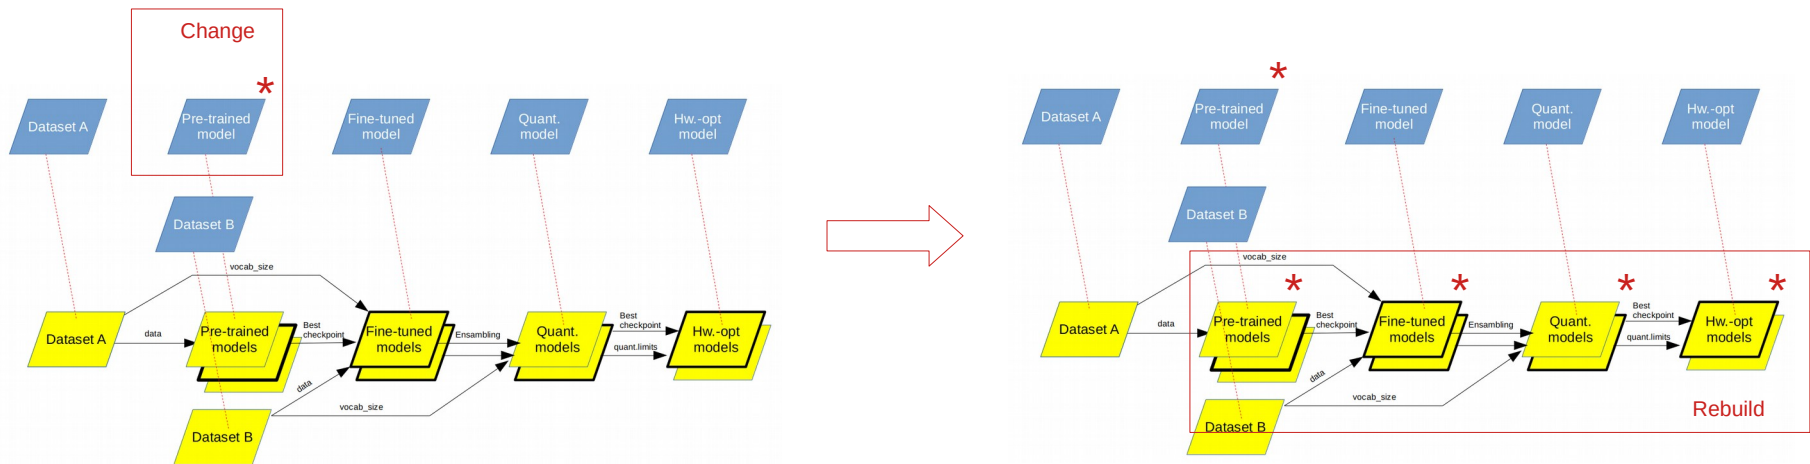 Change
*
Dataset A
Pre-trained
model
Fine-tuned
model
Quant.
model
Hw.-opt
model
Dataset B
vocab_size
Dataset A
data
Pre-trained
models
Best
checkpoint
Fine-tuned
models
Ensambling
Quant.
models
Best
checkpoint
quant.limits
Hw.-opt
models
data
vocab_size
Dataset B
*
Dataset A
Pre-trained
model
Fine-tuned
model
Quant.
model
Hw.-opt
model
Dataset B
vocab_size
*
*
*
*
Dataset A
data
Pre-trained
models
Best
checkpoint
Fine-tuned
models
Ensambling
Quant.
models
Best
checkpoint
quant.limits
Hw.-opt
models
data
vocab_size
Dataset B
Rebuild